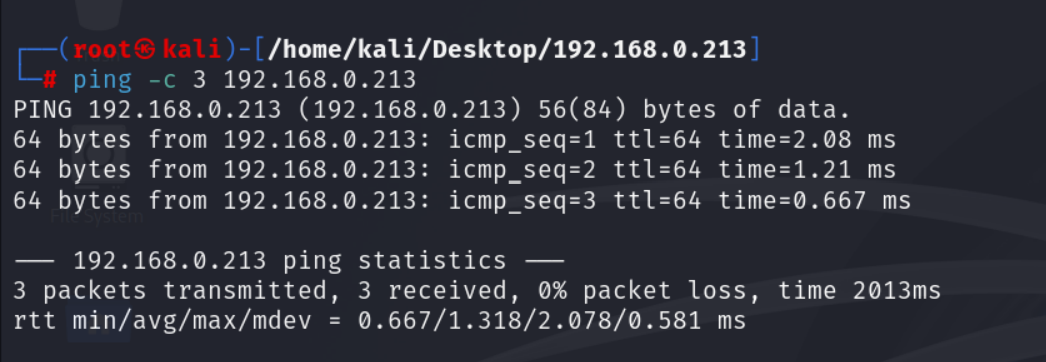 ┌──(root㉿kali)-[/home/kali/Desktop/192.168.0.213]
└─# ping -c 3 192.168.0.213
PING 192.168.0.213 (192.168.0.213) 56(84) bytes of data.
64 bytes from 192.168.0.213: icmp_seq=1 ttl=64 time=2.08 ms
64 bytes from 192.168.0.213: icmp_seq=2 ttl=64 time=1.21 ms
64 bytes from 192.168.0.213: icmp_seq=3 ttl=64 time=0.667 ms
File System
--- 192.168.0.213 ping statistics ---
3 packets transmitted, 3 received, 0% packet loss, time 2013ms
rtt min/avg/max/mdev = 0.667/1.318/2.078/0.581 ms